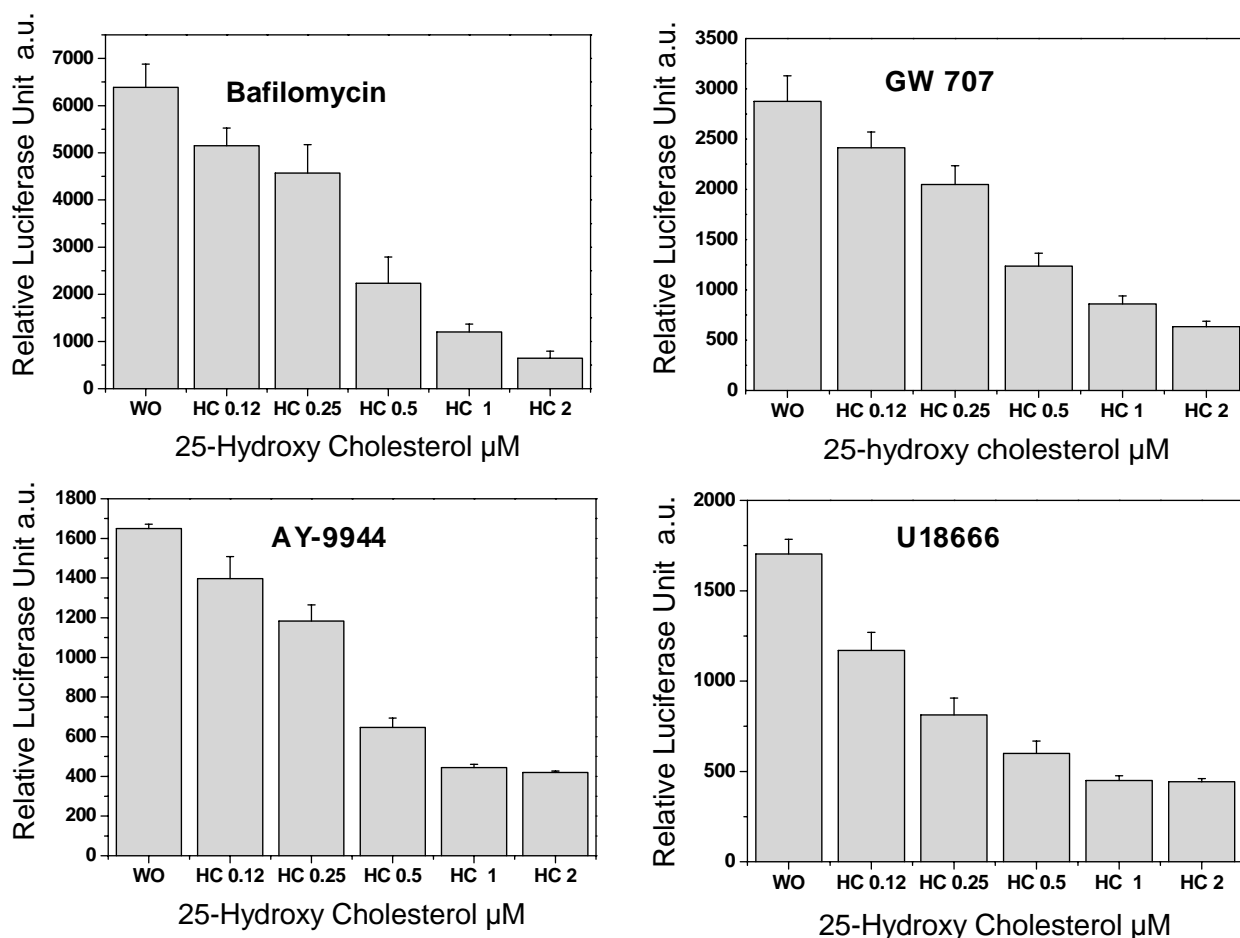 Relative Luciferase Unit a.u.
7000
6000
5000
4000
3000
2000
1000
0
Bafilomycin
WO HC 0.12 HC 0.25 HC 0.5 HC 1 HC 2
25-Hydroxy Cholesterol µM
Relative Luciferase Unit a.u.
3500
3000
2500
2000
1500
1000
500
0
GW 707
WO HC 0.12 HC 0.25 HC 0.5 HC 1 HC 2
25-hydroxy cholesterol µM
Relative Luciferase Unit a.u.
1800
1600
1400
1200
1000
800
600
400
200
0
AY-9944
WO HC 0.12 HC 0.25 HC 0.5 HC 1 HC 2
25-Hydroxy Cholesterol µM
Relative Luciferase Unit a.u.
2000
1500
1000
500
0
U18666
WO HC 0.12 HC 0.25 HC 0.5 HC 1 HC 2
25-Hydroxy Cholesterol µM